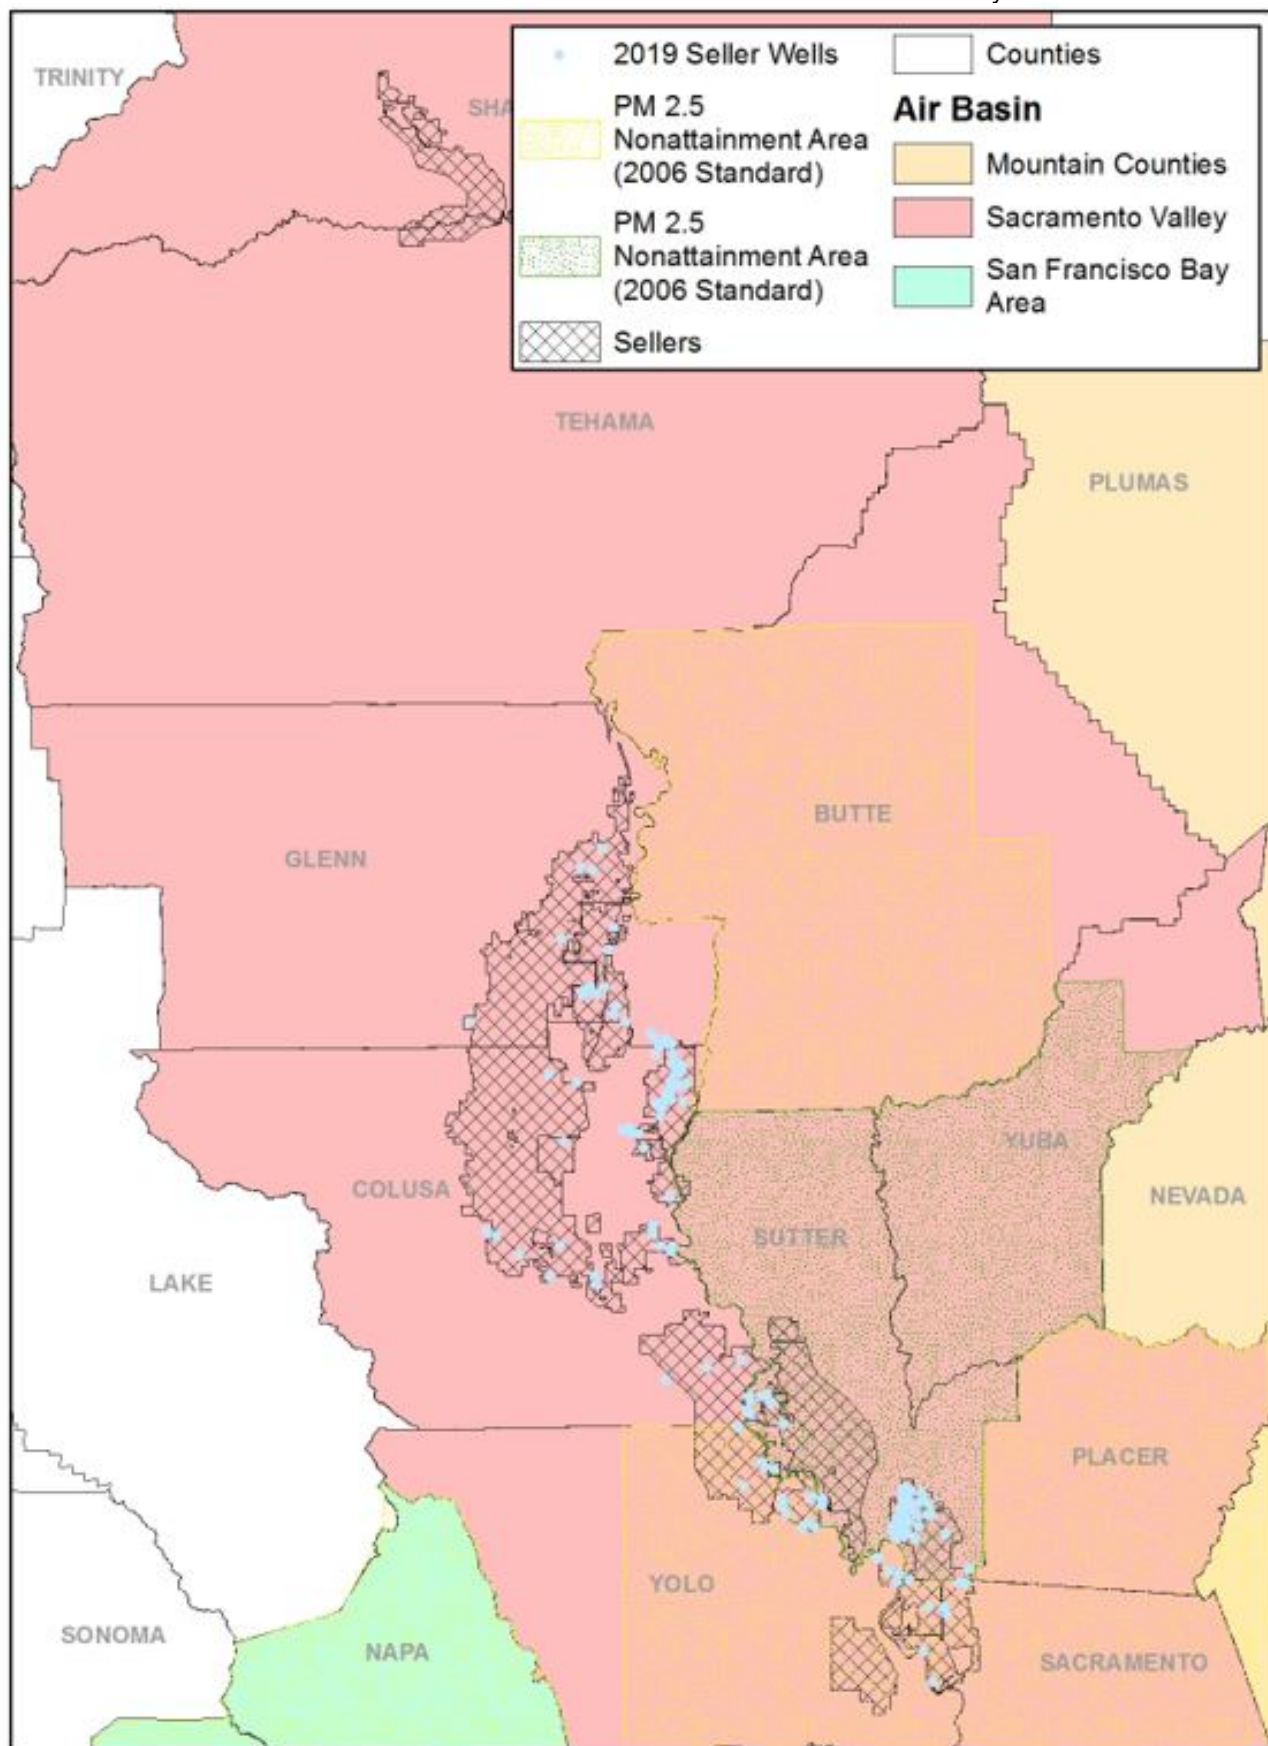 2019 Seller Wells
PM 2.5
Nonattainment Area
(2006 Standard)
PM 2.5
Nonattainment Area
(2006 Standard)
Sellers
Counties
Air Basin
Mountain Counties
Sacramento Valley
San Francisco Bay
Area
TRINITY
SHA
TEHAMA
PLUMAS
BUTTE
GLENN
YUBA
COLUSA
NEVADA
SUTTER
LAKE
PLACER
YOLO
SONOMA
NAPA
SACRAMENTO